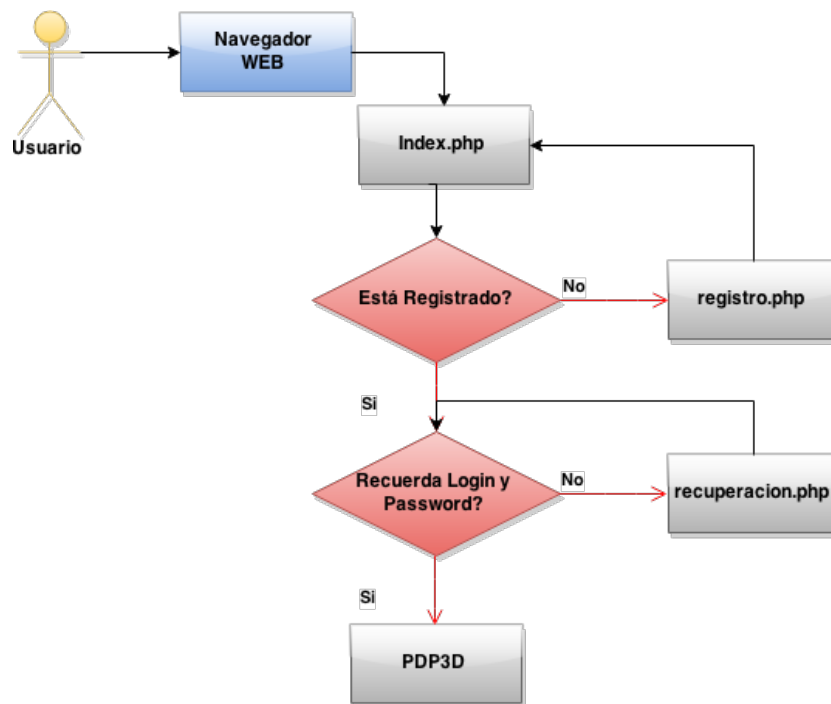 Navegador
WEB
Usuario
Index.php
Está Registrado?
No
registro.php
Si
Recuerda Login y
Password?
No
recuperacion.php
Si
PDP3D